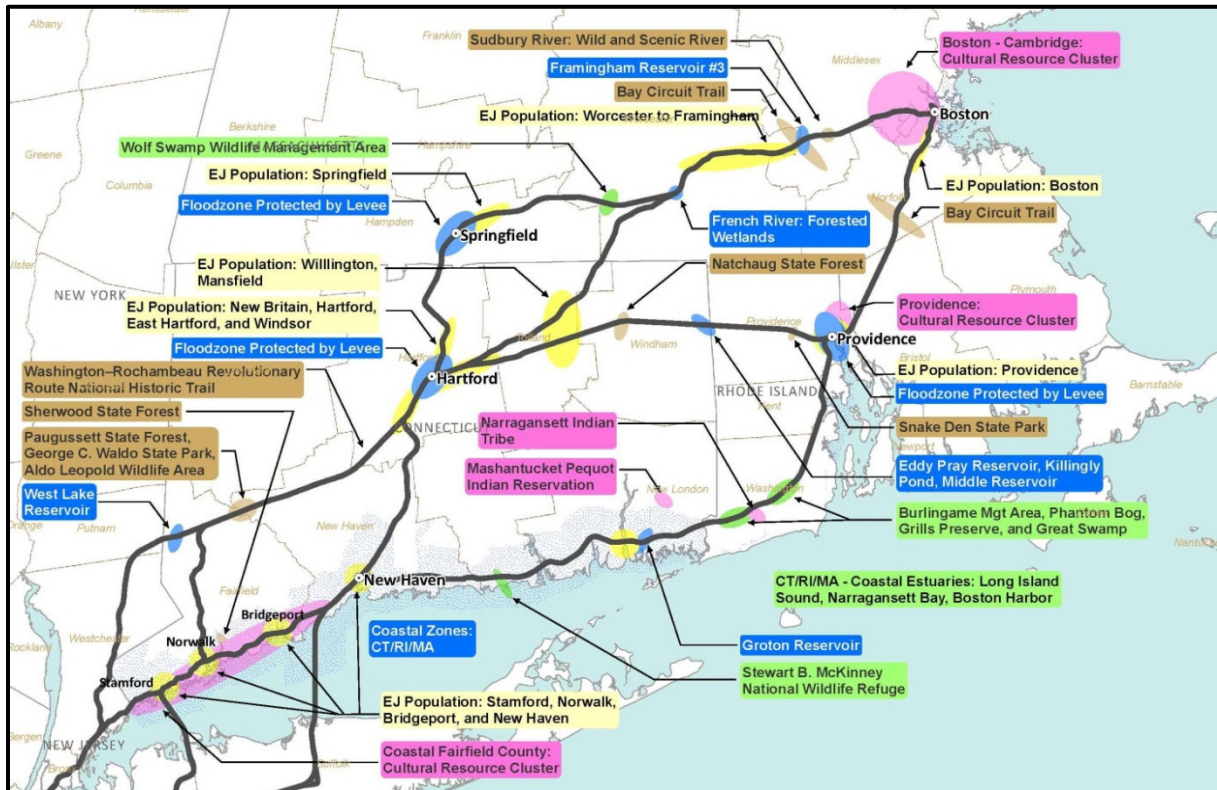 Albany
Rensselaer
Franklin
Sudbury River: Wild and Scenic River
Middlesex
Boston - Cambridge:
Cultural Resource Cluster
Framingham Reservoir #3
Bay Circuit Trail
EJ Population: Worcester to Framingham
Boston
Berkshire
Greene
MASSACHUSETTS
Hampshire
Wolf Swamp Wildlife Management Area
EJ Population: Springfield
EJ Population: Boston
Columbia
Norfolk
Floodzone Protected by Levee
Hampden
French River: Forested
Wetlands
Bay Circuit Trail
Springfield
Ulster
EJ Population: Willlington,
Mansfield
Natchaug State Forest
NEW YORK
EJ Population: New Britain, Hartford,
East Hartford, and Windsor
Plymouth
Providence:
Cultural Resource Cluster
Tolland
Windham
Providence
Providence
Floodzone Protected by Levee
Hartford
Bristol
EJ Population: Providence
Washington–Rochambeau Revolutionary
Route National Historic Trail
Hartford
RHODE ISLAND
Kent
Barnstable
Floodzone Protected by Levee
Sherwood State Forest
CONNECTICUT
Narragansett Indian
Tribe
Newport
Snake Den State Park
Paugussett State Forest,
George C. Waldo State Park,
Aldo Leopold Wildlife Area
Mashantucket Pequot
Indian Reservation
New London
Washington
Eddy Pray Reservoir, Killingly
Pond, Middle Reservoir
West Lake
Reservoir
Orange
Putnam
New Haven
Burlingame Mgt Area, Phantom Bog,
Grills Preserve, and Great Swamp
Nantucket
New Haven
Fairfield
CT/RI/MA - Coastal Estuaries: Long Island
Sound, Narragansett Bay, Boston Harbor
Bridgeport
Westchester
Rockland
Norwalk
Coastal Zones:
CT/RI/MA
Groton Reservoir
Stamford
Stewart B. McKinney
National Wildlife Refuge
EJ Population: Stamford, Norwalk,
Bridgeport, and New Haven
Bergen
NEW JERSEY
Coastal Fairfield County:
Cultural Resource Cluster
Suffolk
Bronx